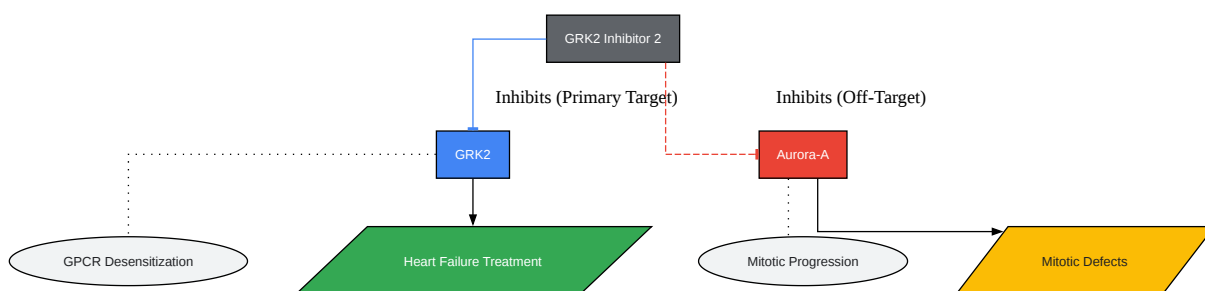 GRK2 Inhibitor 2
Inhibits (Primary Target)
Inhibits (Off-Target)
GRK2
Aurora-A
GPCR Desensitization
Heart Failure Treatment
Mitotic Progression
Mitotic Defects